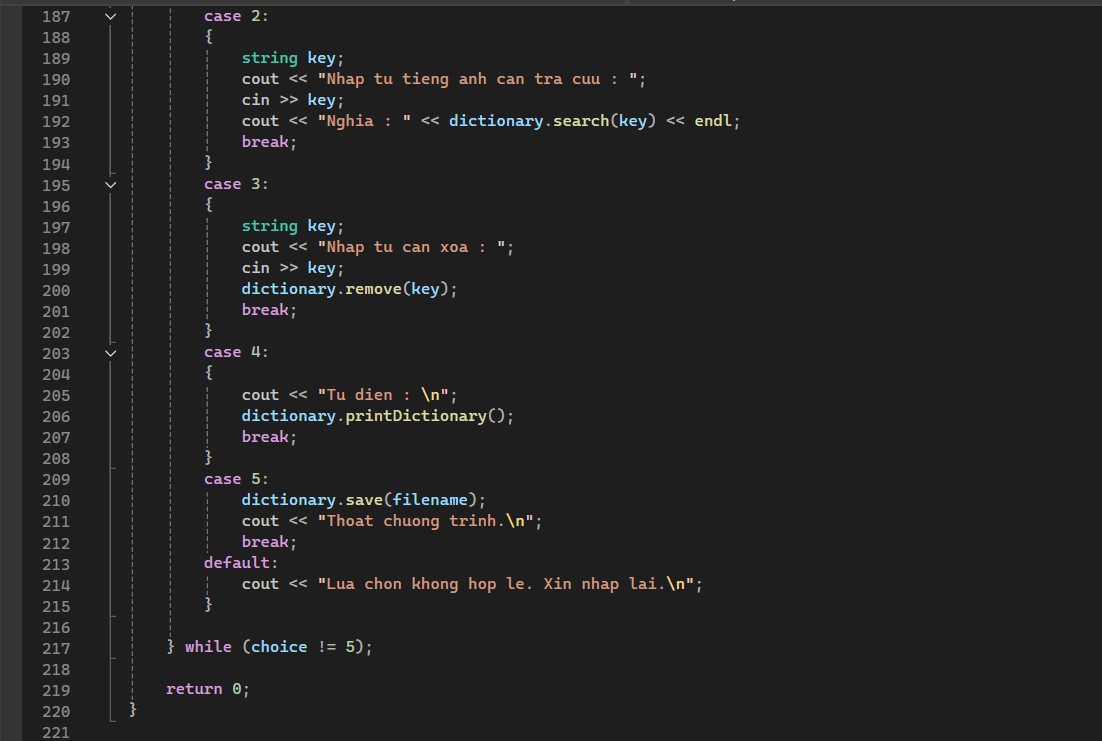 187 case 2:
188 {
189 string key;
190 cout << "Nhap tu tieng anh can tra cuu : ";
191 cin >> key;
192 cout << "Nghia : " << dictionary.search(key) << endl;
193 break;
194 }
195 case 3:
196 {
197 string key;
198 cout << "Nhap tu can xoa : ";
199 cin >> key;
200 dictionary.remove(key);
201 break;
202 }
203 case 4:
204 {
205 cout << "Tu dien : \n";
206 dictionary.printDictionary();
207 break;
208 }
209 case 5:
210 dictionary.save(filename);
211 cout << "Thoat chuong trinh.\n";
212 break;
213 default:
214 cout << "Lua chon khong hop le. Xin nhap lai.\n";
215 }
216
217 } while (choice != 5);
218
219 return 0;
220 }
221